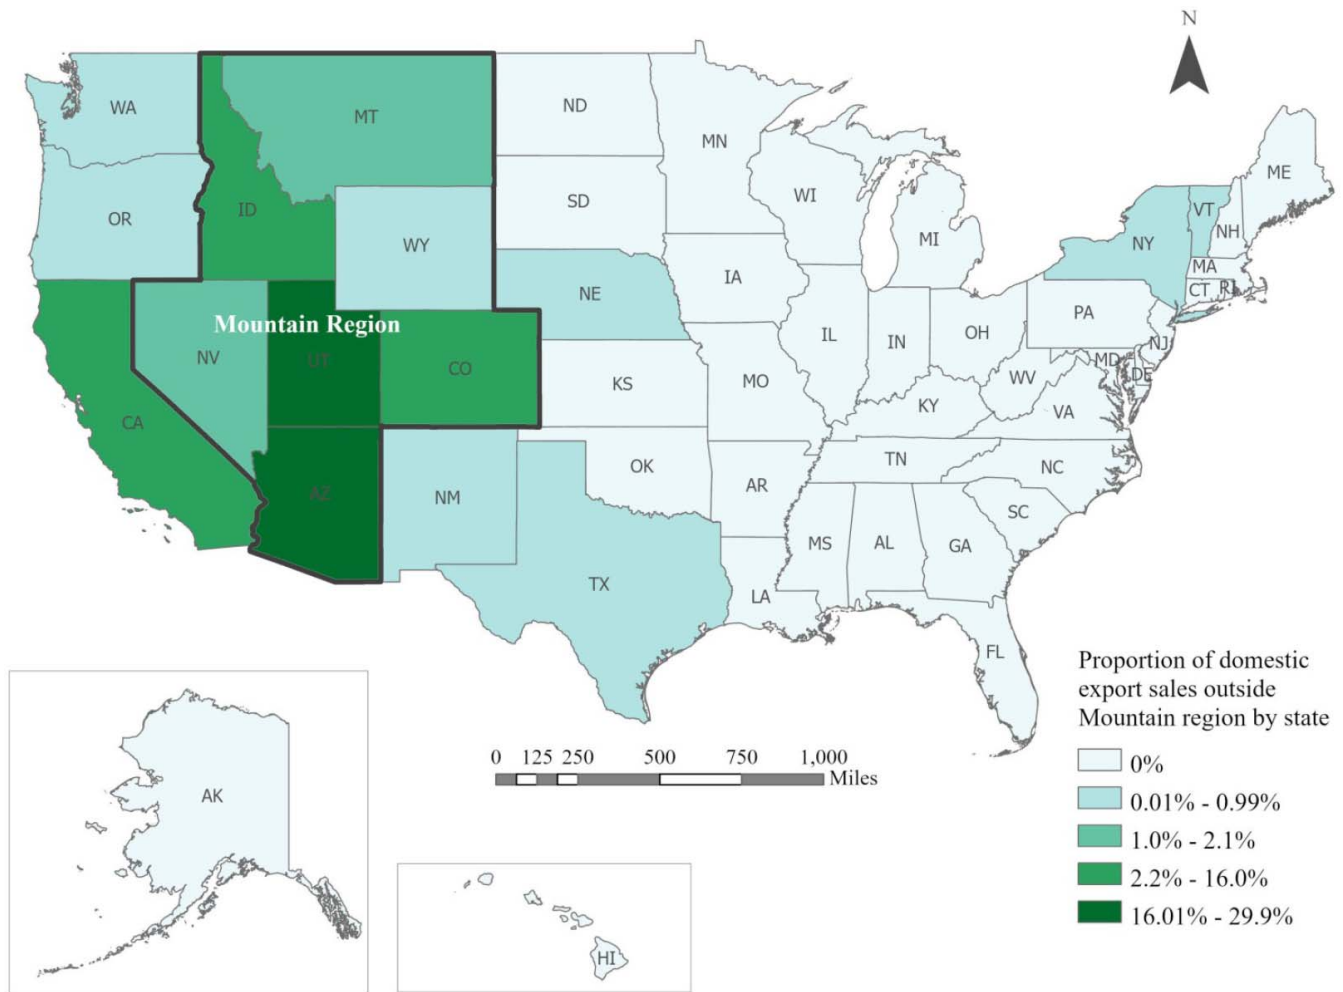 N
WA
MT
ND
MN
ME
OR
ID
SD
WI
VT
WY
MI
NY
NH
MA
NE
IA
CT
RI
PA
Mountain Region
NV
UT
CO
IL
IN
OH
NJ
MD
DE
KS
MO
WV
CA
KY
VA
AZ
NM
OK
TN
NC
AR
SC
MS
AL
GA
TX
LA
FL
Proportion of domestic
export sales outside
Mountain region by state
0%
0.01% - 0.99%
1.0% - 2.1%
2.2% - 16.0%
16.01% - 29.9%
0 125 250 500 750 1,000
Miles
AK
HI